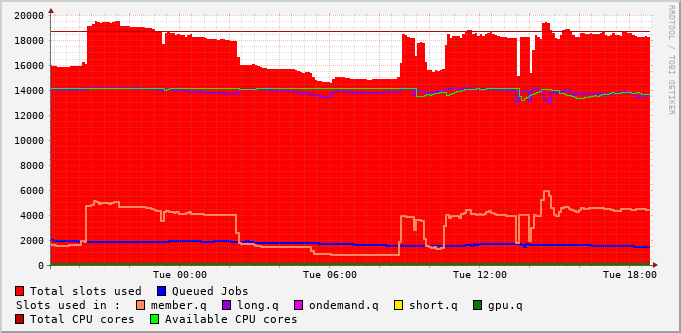 20000
18000
16000
14000
12000
10000
8000
6000
4000
2000
0
Tue 00:00 Tue 06:00 Tue 12:00 Tue 18:00
RRDTOOL / TOBI OETIKER
Total slots used Queued Jobs
Slots used in : member.q long.q ondemand.q short.q gpu.q
Total CPU cores Available CPU cores